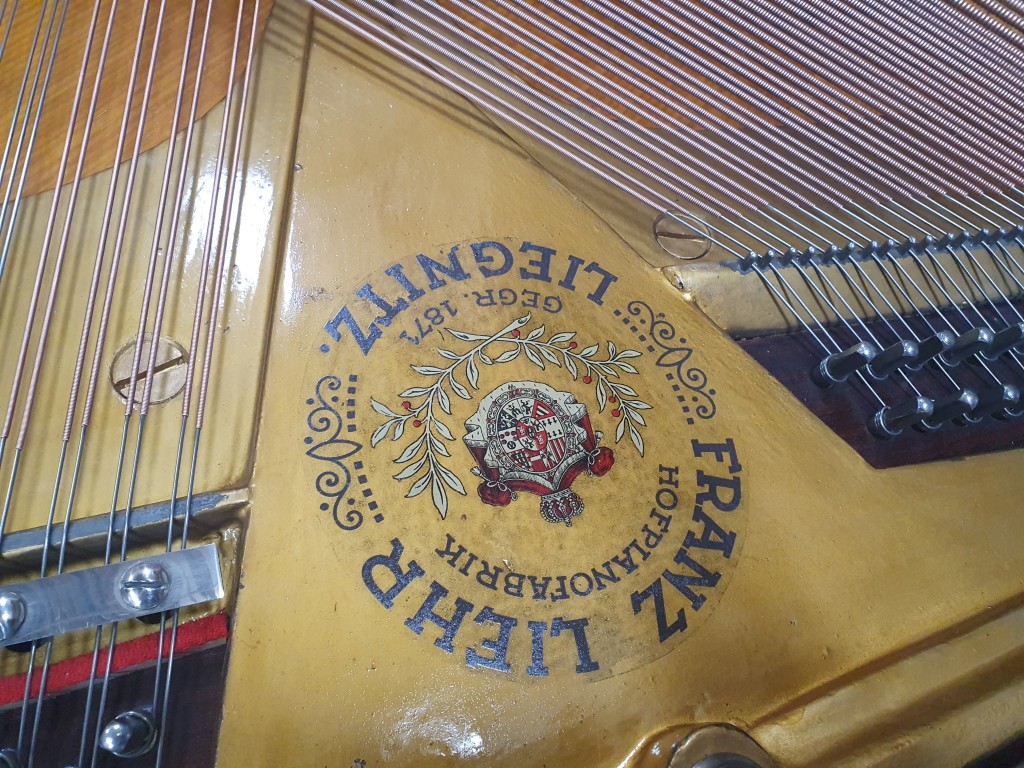 FRANZ LIEHR
HOFPIANOFABRIK
GEGR. 1871.
LIEGNITZ.